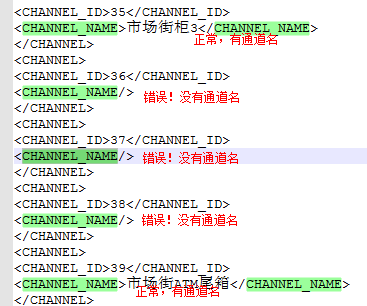 <CHANNEL_ID>35</CHANNEL_ID>
<CHANNEL_NAME>市场街柜3</CHANNEL_NAME>
正常，有通道名
</CHANNEL>
<CHANNEL>
<CHANNEL_ID>36</CHANNEL_ID>
<CHANNEL_NAME/> 错误！没有通道名
</CHANNEL>
<CHANNEL>
<CHANNEL_ID>37</CHANNEL_ID>
<CHANNEL_NAME/> 错误！没有通道名
</CHANNEL>
<CHANNEL>
<CHANNEL_ID>38</CHANNEL_ID>
<CHANNEL_NAME/> 错误！没有通道名
</CHANNEL>
<CHANNEL>
<CHANNEL_ID>39</CHANNEL_ID>
<CHANNEL_NAME>市场街ATM尾箱</CHANNEL_NAME>
正常，有通道名
</CHANNEL>